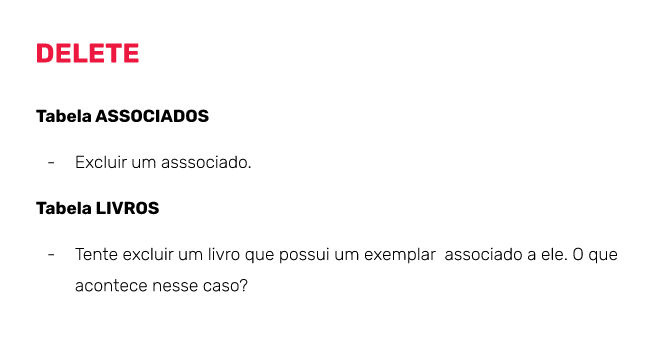 DELETE
Tabela ASSOCIADOS
- Excluir um asssociado.
Tabela LIVROS
- Tente excluir um livro que possui um exemplar  associado a ele. O que
acontece nesse caso?